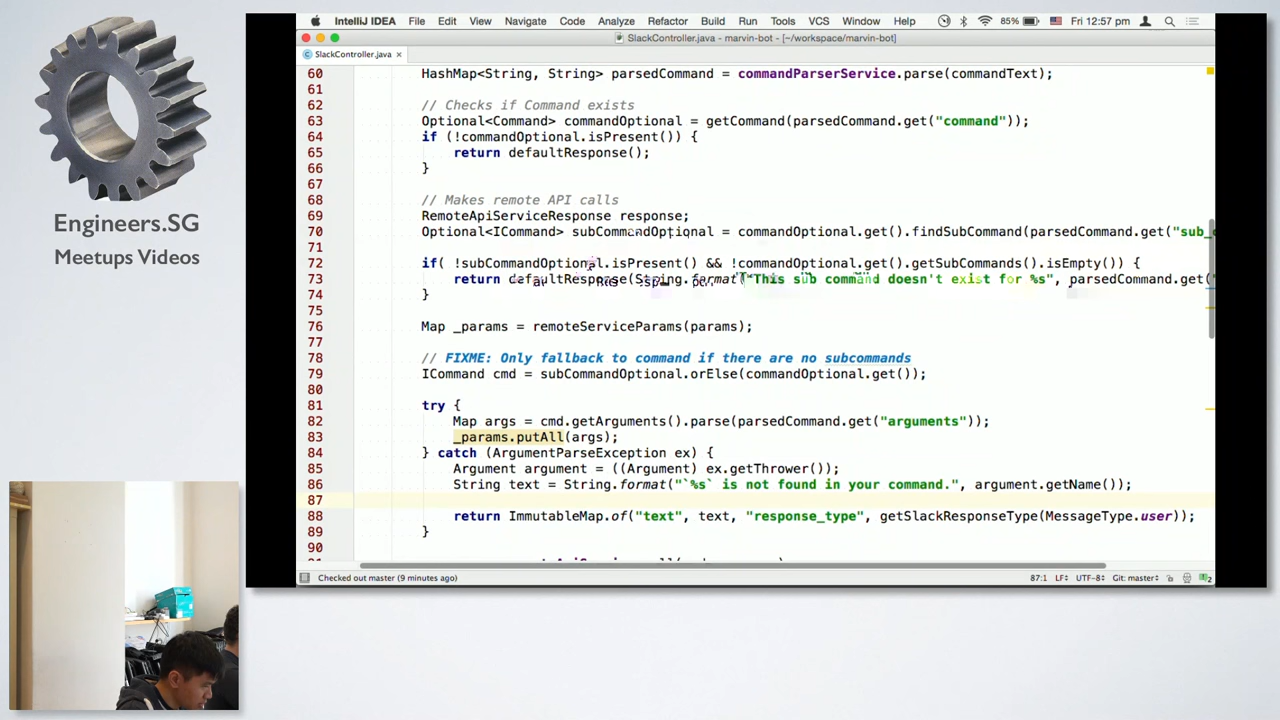 IntelliJ IDEA File Edit View Navigate Code Analyze Refactor Build Run Tools VCS Window Help 85% Fri 12:57 pm
SlackController.java - marvin-bot - [~/workspace/marvin-bot]
SlackController.java
60 HashMap<String, String> parsedCommand = commandParserService.parse(commandText);
61
62 // Checks if Command exists
63 Optional<Command> commandOptional = getCommand(parsedCommand.get("command"));
64 if (!commandOptional.isPresent()) {
65 return defaultResponse();
66 }
67
68 // Makes remote API calls
69 RemoteApiServiceResponse response;
70 Optional<ICommand> subCommandOptional = commandOptional.get().findSubCommand(parsedCommand.get("sub_
71
72 if( !subCommandOptional.isPresent() && !commandOptional.get().getSubCommands().isEmpty()) {
73 return defaultResponse(String.format("This sub command doesn't exist for %s", parsedCommand.get("
74 }
75
76 Map _params = remoteServiceParams(params);
77
78 // FIXME: Only fallback to command if there are no subcommands
79 ICommand cmd = subCommandOptional.orElse(commandOptional.get());
80
81 try {
82 Map args = cmd.getArguments().parse(parsedCommand.get("arguments"));
83 _params.putAll(args);
84 } catch (ArgumentParseException ex) {
85 Argument argument = ((Argument) ex.getThrower());
86 String text = String.format("`%s` is not found in your command.", argument.getName());
87
88 return ImmutableMap.of("text", text, "response_type", getSlackResponseType(MessageType.user));
89 }
90
Checked out master (9 minutes ago) 87:1 LF UTF-8 Git: master 2
Engineers.SG
Meetups Videos